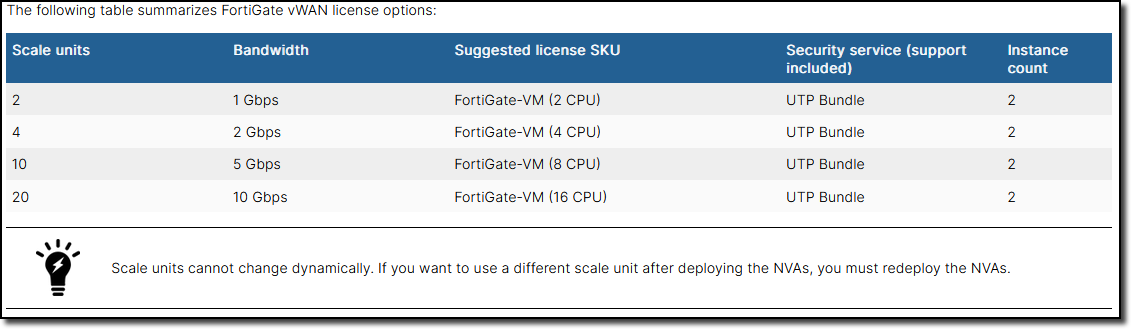 The following table summarizes FortiGate vWAN license options:
Scale units Bandwidth Suggested license SKU Security service (support included) Instance count
2 1 Gbps FortiGate-VM (2 CPU) UTP Bundle 2
4 2 Gbps FortiGate-VM (4 CPU) UTP Bundle 2
10 5 Gbps FortiGate-VM (8 CPU) UTP Bundle 2
20 10 Gbps FortiGate-VM (16 CPU) UTP Bundle 2
Scale units cannot change dynamically. If you want to use a different scale unit after deploying the NVAs, you must redeploy the NVAs.